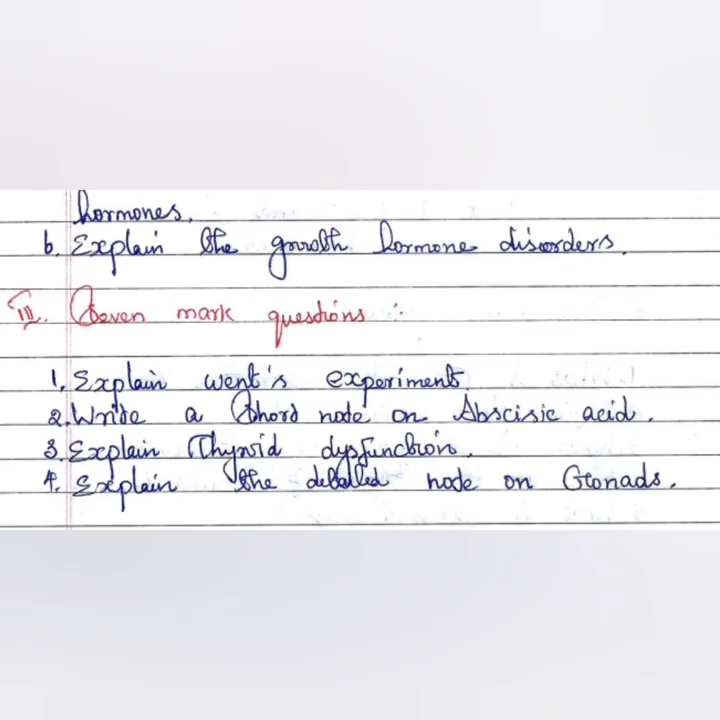 hormones.
6. Explain the growth hormone disorders.
III. Seven mark questions :-
1. Explain went's experiment.
2. Write a Short note on Abscisic acid.
3. Explain Thyroid dysfunction.
4. Explain the detailed note on Gonads.